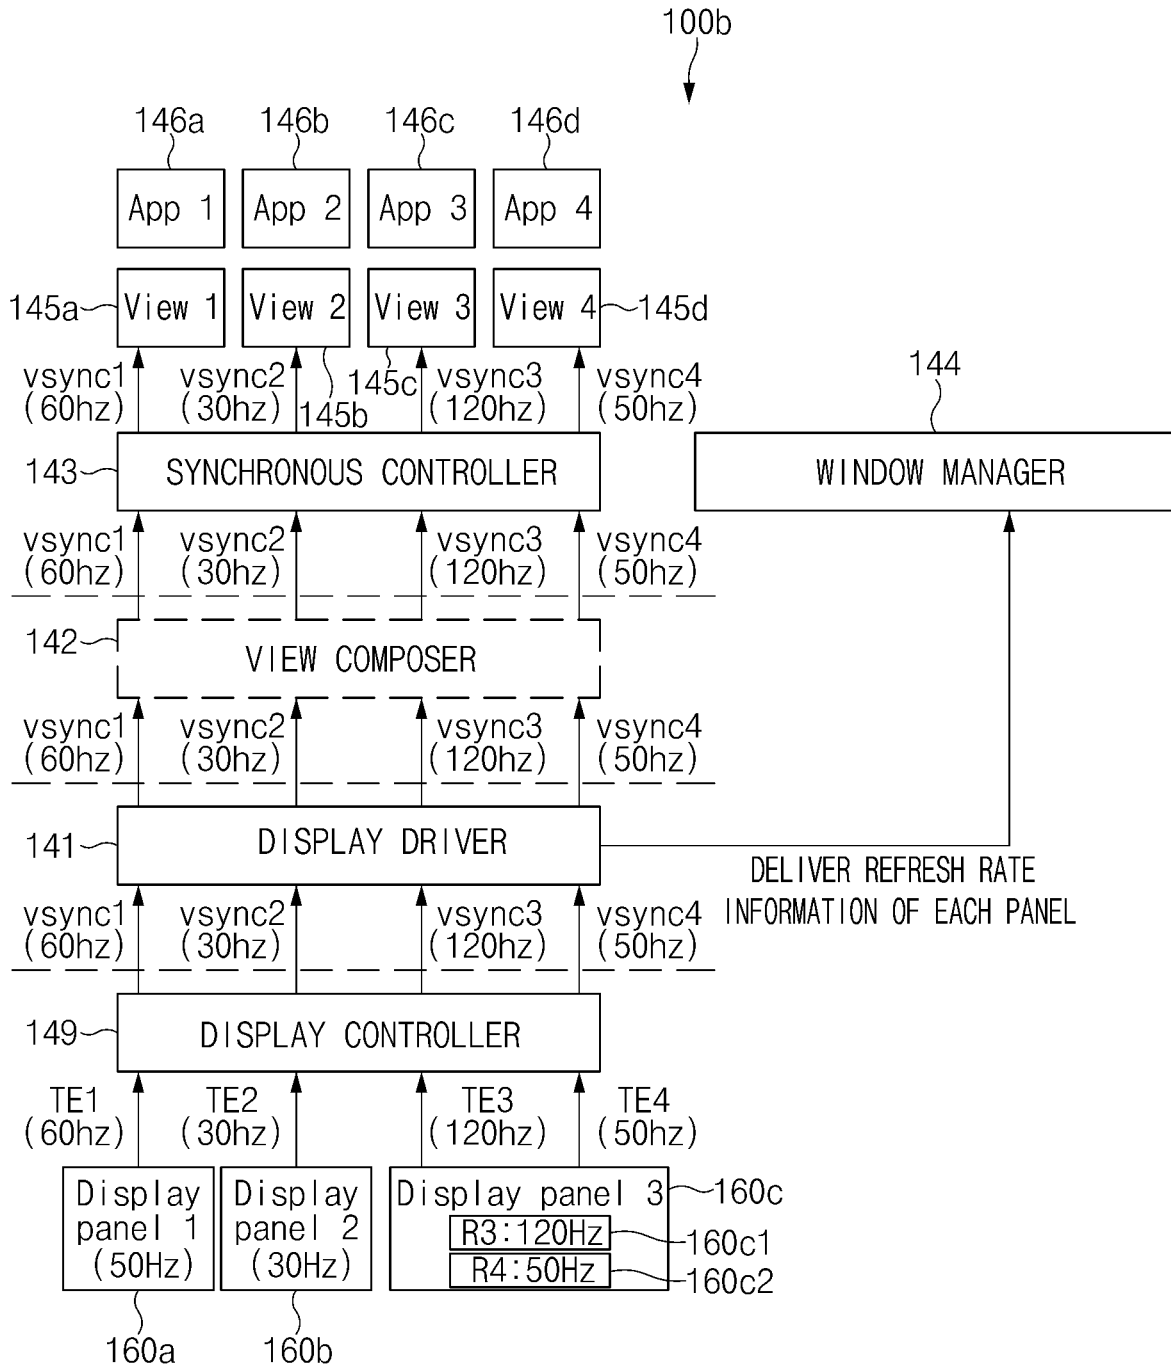 100b
146a 146b 146c 146d
App 1 App 2 App 3 App 4
145a View 1 View 2 View 3 View 4 145d
vsync1 vsync2 145c vsync3 vsync4
(60hz) (30hz) 145b (120hz) (50hz)
144
143 SYNCHRONOUS CONTROLLER WINDOW MANAGER
vsync1 vsync2 vsync3 vsync4
(60hz) (30hz) (120hz) (50hz)
142 VIEW COMPOSER
vsync1 vsync2 vsync3 vsync4
(60hz) (30hz) (120hz) (50hz)
141 DISPLAY DRIVER
DELIVER REFRESH RATE
INFORMATION OF EACH PANEL
vsync1 vsync2 vsync3 vsync4
(60hz) (30hz) (120hz) (50hz)
149 DISPLAY CONTROLLER
TE1 TE2 TE3 TE4
(60hz) (30hz) (120hz) (50hz)
Display Display Display panel 3 160c
panel 1 panel 2 R3:120Hz 160c1
(50Hz) (30Hz) R4:50Hz 160c2
160a 160b